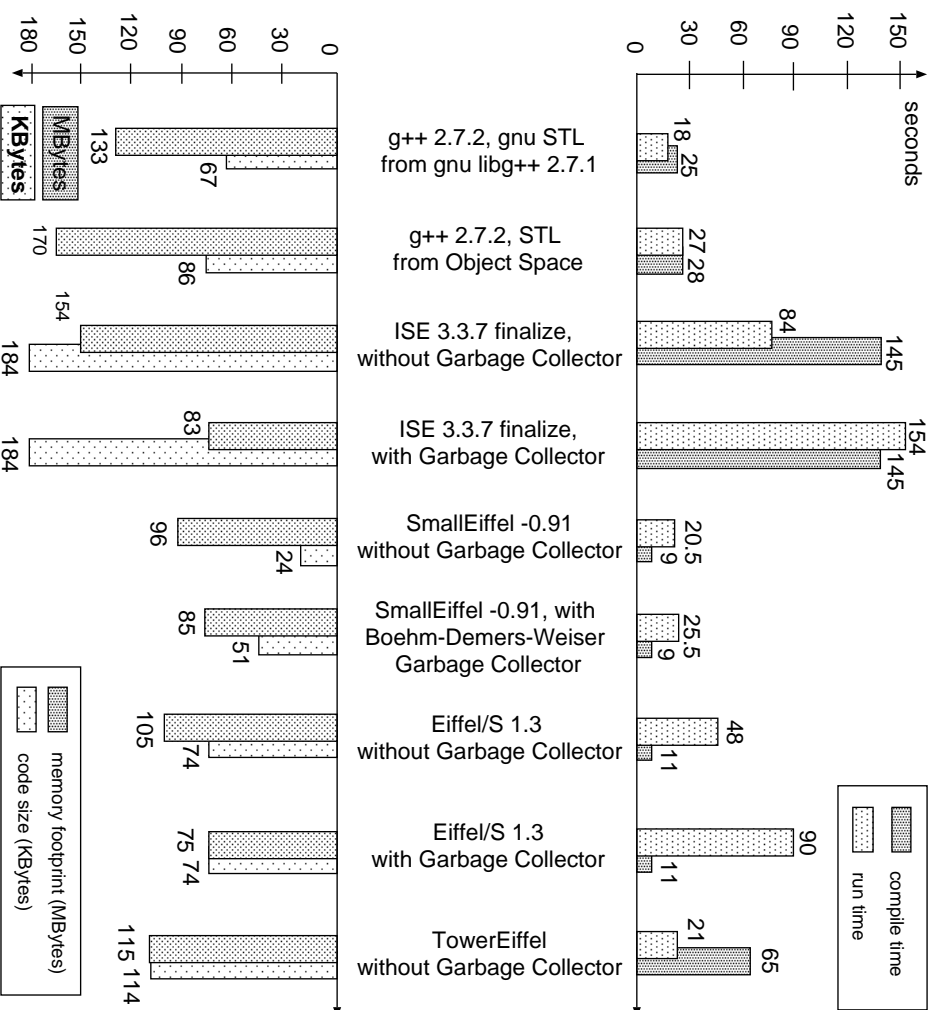 180
150
120
90
60
30
0
0
30
60
90
120
150
seconds
MBytes
KBytes
133
67
g++ 2.7.2, gnu STL
from gnu libg++ 2.7.1
18
25
170
86
g++ 2.7.2, STL
from Object Space
27
28
154
184
ISE 3.3.7 finalize,
without Garbage Collector
84
145
83
184
ISE 3.3.7 finalize,
with Garbage Collector
154
145
96
24
SmallEiffel -0.91
without Garbage Collector
20.5
9
85
51
SmallEiffel -0.91, with
Boehm-Demers-Weiser
Garbage Collector
25.5
9
105
74
Eiffel/S 1.3
without Garbage Collector
48
11
75
74
Eiffel/S 1.3
with Garbage Collector
90
11
115
114
TowerEiffel
without Garbage Collector
21
65
memory footprint (MBytes)
code size (KBytes)
compile time
run time